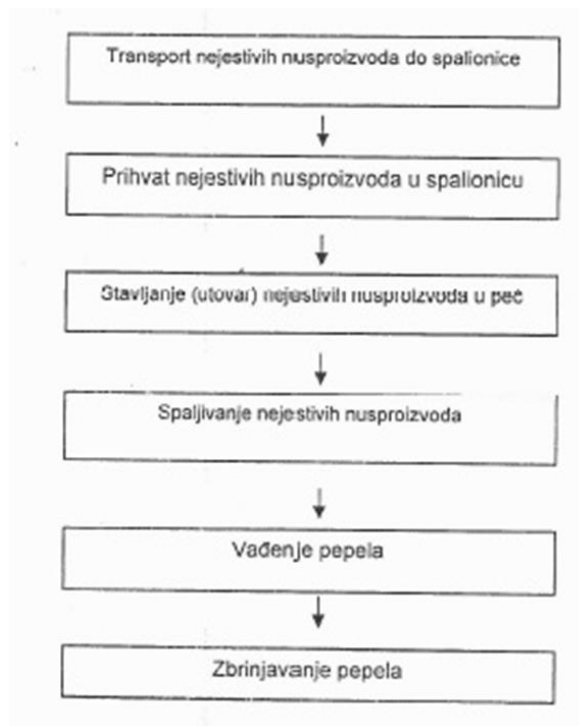 Transport nejestivih nusproizvoda do spalionice
Prihvat nejestivih nusproizvoda u spalionicu
Stavljanje (utovar) nejestivih nusproizvoda u peč
Spaljivanje nejestivih nusproizvoda
Vađenje pepela
Zbrinjavanje pepela